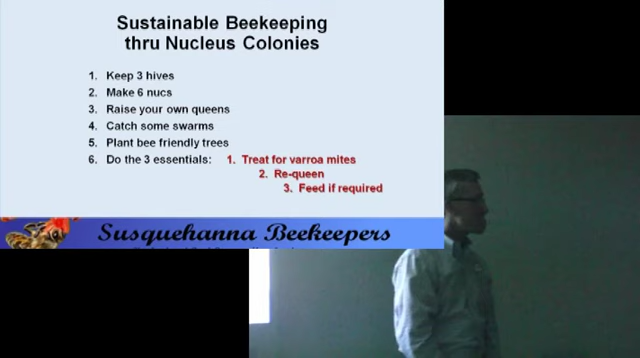 Sustainable Beekeeping
thru Nucleus Colonies
1. Keep 3 hives
2. Make 6 nucs
3. Raise your own queens
4. Catch some swarms
5. Plant bee friendly trees
6. Do the 3 essentials: 1. Treat for varroa mites
2. Re-queen
3. Feed if required
Susquehanna Beekeepers